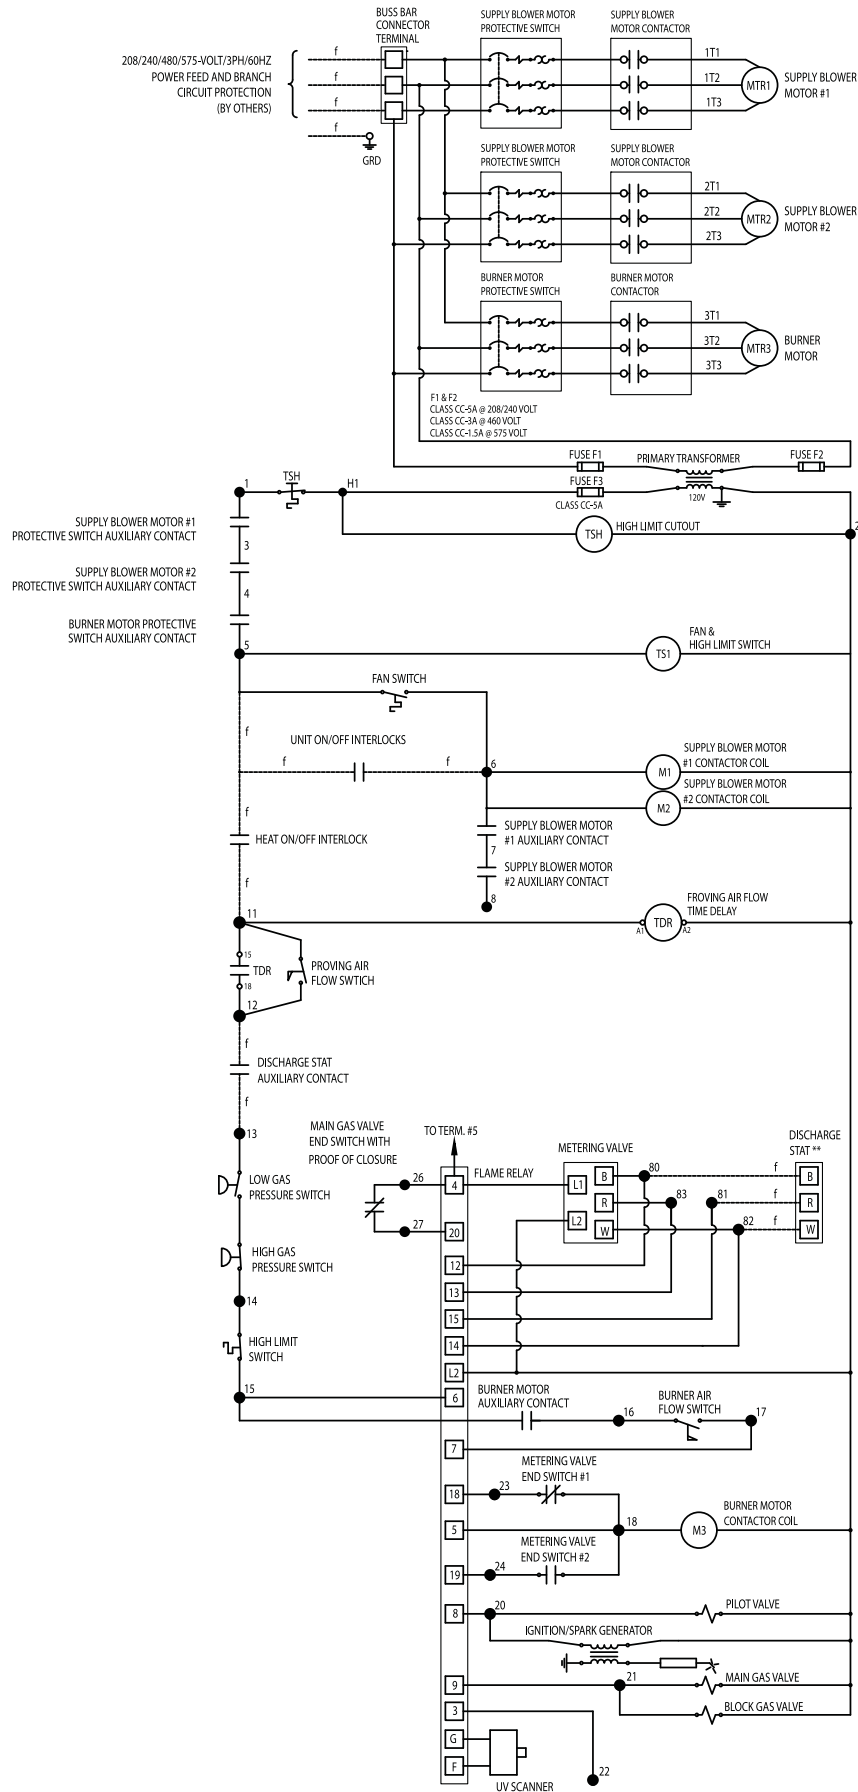 BUSS BAR
CONNECTOR
TERMINAL
SUPPLY BLOWER MOTOR
PROTECTIVE SWITCH
SUPPLY BLOWER
MOTOR CONTACTOR
208/240/480/575-VOLT/3PH/60HZ
POWER FEED AND BRANCH
CIRCUIT PROTECTION
(BY OTHERS)
f
f
f
f
GRD
1T1
1T2
1T3
MTR1
SUPPLY BLOWER
MOTOR #1
SUPPLY BLOWER MOTOR
PROTECTIVE SWITCH
SUPPLY BLOWER
MOTOR CONTACTOR
2T1
2T2
2T3
MTR2
SUPPLY BLOWER
MOTOR #2
BURNER MOTOR
PROTECTIVE SWITCH
BURNER MOTOR
CONTACTOR
3T1
3T2
3T3
MTR3
BURNER
MOTOR
F1 & F2
CLASS CC-5A @ 208/240 VOLT
CLASS CC-3A @ 460 VOLT
CLASS CC-1.5A @ 575 VOLT
FUSE F1
PRIMARY TRANSFORMER
FUSE F2
1
TSH
H1
FUSE F3
CLASS CC-5A
120V
TSH
HIGH LIMIT CUTOUT
2
SUPPLY BLOWER MOTOR #1
PROTECTIVE SWITCH AUXILIARY CONTACT
3
SUPPLY BLOWER MOTOR #2
PROTECTIVE SWITCH AUXILIARY CONTACT
4
BURNER MOTOR PROTECTIVE
SWITCH AUXILIARY CONTACT
5
TS1
FAN &
HIGH LIMIT SWITCH
FAN SWITCH
f
UNIT ON/OFF INTERLOCKS
f
f
6
M1
SUPPLY BLOWER MOTOR
#1 CONTACTOR COIL
M2
SUPPLY BLOWER MOTOR
#2 CONTACTOR COIL
f
HEAT ON/OFF INTERLOCK
SUPPLY BLOWER MOTOR
#1 AUXILIARY CONTACT
7
SUPPLY BLOWER MOTOR
#2 AUXILIARY CONTACT
8
f
11
A1
TDR
A2
FROVING AIR FLOW
TIME DELAY
15
TDR
18
PROVING AIR
FLOW SWTICH
12
f
DISCHARGE STAT
AUXILIARY CONTACT
f
13
MAIN GAS VALVE
END SWITCH WITH
PROOF OF CLOSURE
TO TERM. #5
FLAME RELAY
METERING VALVE
DISCHARGE
STAT **
LOW GAS
PRESSURE SWITCH
26
4
L1
B
80
f
B
R
83
81
f
R
27
20
L2
W
82
f
W
HIGH GAS
PRESSURE SWITCH
12
13
14
15
14
HIGH LIMIT
SWITCH
L2
15
6
BURNER MOTOR
AUXILIARY CONTACT
16
BURNER AIR
FLOW SWITCH
17
7
METERING VALVE
END SWITCH #1
18
23
5
18
M3
BURNER MOTOR
CONTACTOR COIL
METERING VALVE
END SWITCH #2
19
24
8
20
PILOT VALVE
IGNITION/SPARK GENERATOR
9
21
MAIN GAS VALVE
3
BLOCK GAS VALVE
G
F
UV SCANNER
22